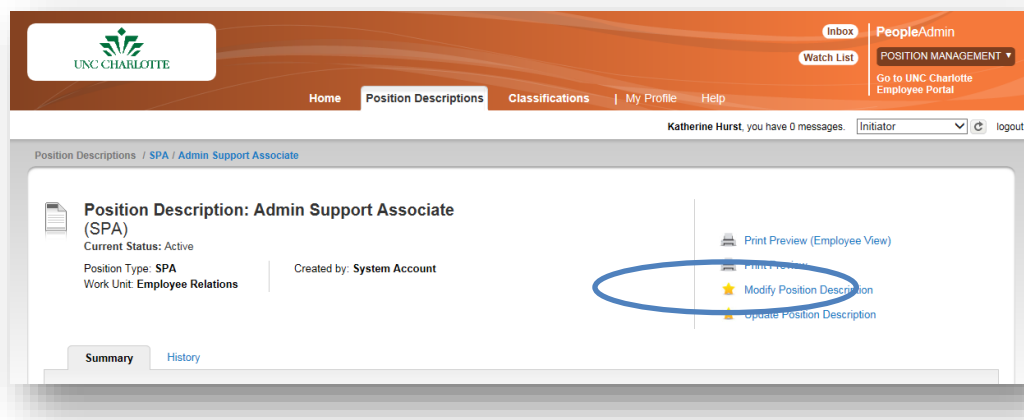 UNC CHARLOTTE
Inbox
PeopleAdmin
Watch List
POSITION MANAGEMENT
Go to UNC Charlotte
Employee Portal
Home Position Descriptions Classifications | My Profile Help
Katherine Hurst, you have 0 messages. Initiator logout
Position Descriptions / SPA / Admin Support Associate
Position Description: Admin Support Associate
(SPA)
Current Status: Active
Position Type: SPA
Created by: System Account
Work Unit: Employee Relations
Print Preview (Employee View)
Print Preview
Modify Position Description
Update Position Description
Summary History